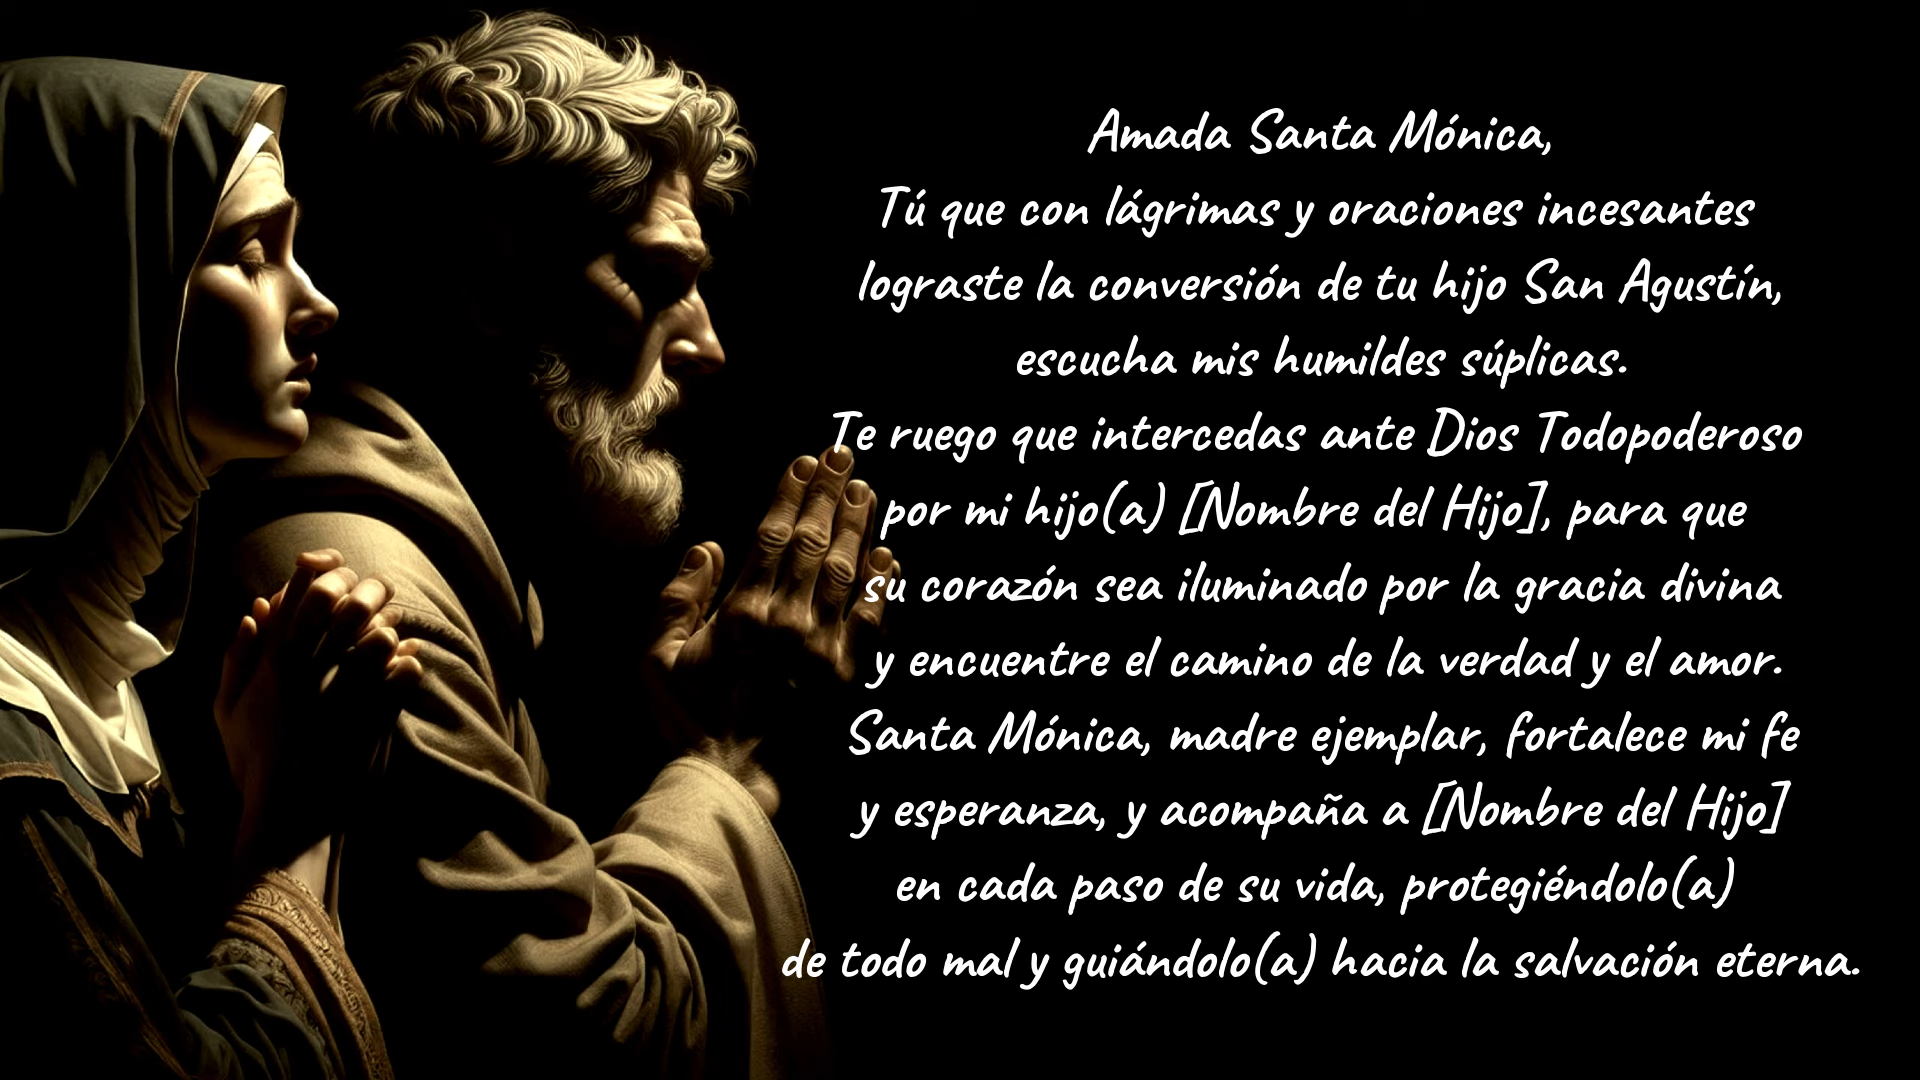 Amada Santa Mónica,
Tú que con lágrimas y oraciones incesantes
lograste la conversión de tu hijo San Agustín,
escucha mis humildes súplicas.
Te ruego que intercedas ante Dios Todopoderoso
por mi hijo(a) [Nombre del Hijo], para que
su corazón sea iluminado por la gracia divina
y encuentre el camino de la verdad y el amor.
Santa Mónica, madre ejemplar, fortalece mi fe
y esperanza, y acompaña a [Nombre del Hijo]
en cada paso de su vida, protegiéndolo(a)
de todo mal y guiándolo(a) hacia la salvación eterna.